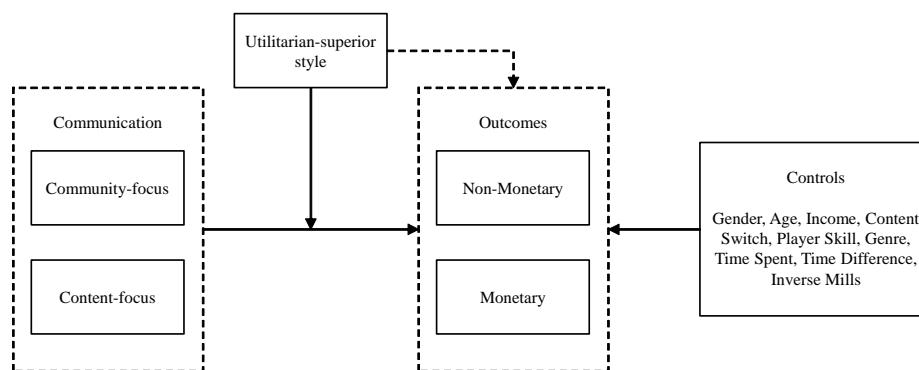 Utilitarian-superior
style
Communication
Community-focus
Content-focus
Outcomes
Non-Monetary
Monetary
Controls
Gender, Age, Income, Content
Switch, Player Skill, Genre,
Time Spent, Time Difference,
Inverse Mills